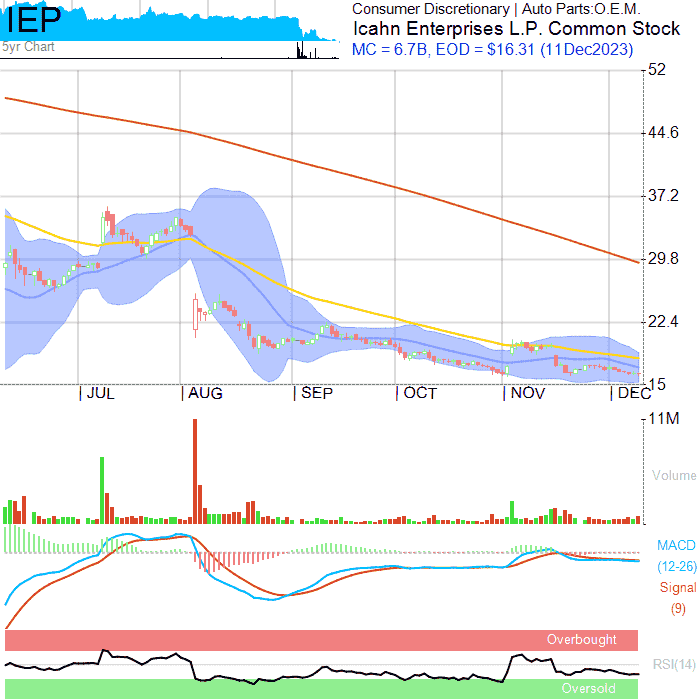 IEP
5yr Chart
Consumer Discretionary | Auto Parts:O.E.M.
Icahn Enterprises L.P. Common Stock
MC = 6.7B, EOD = $16.31 (11Dec2023)
52
44.6
37.2
29.8
22.4
15
JUL AUG SEP OCT NOV DEC
11M
Volume
MACD
(12-26)
Signal
(9)
Overbought
RSI(14)
Oversold